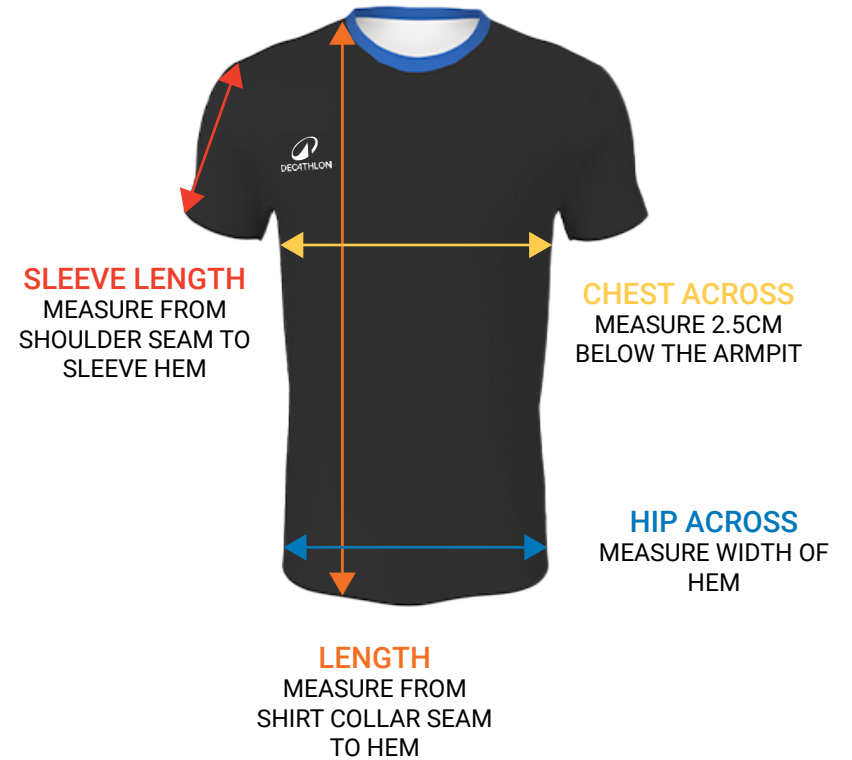 DECATHLON
SLEEVE LENGTH
MEASURE FROM
SHOULDER SEAM TO
SLEEVE HEM
CHEST ACROSS
MEASURE 2.5CM
BELOW THE ARMPIT
HIP ACROSS
MEASURE WIDTH OF
HEM
LENGTH
MEASURE FROM
SHIRT COLLAR SEAM
TO HEM